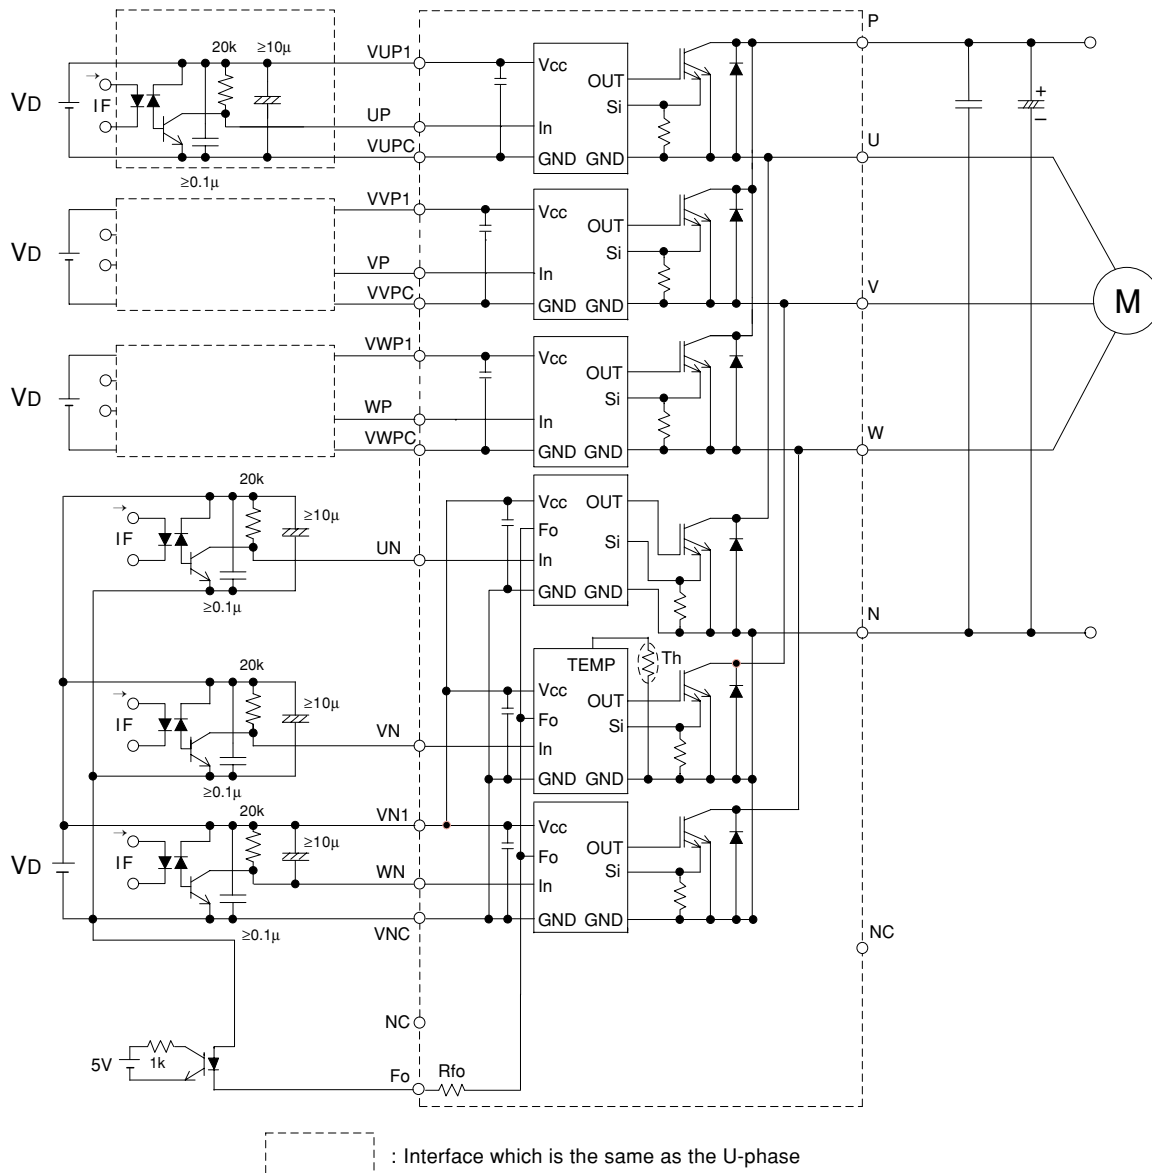 P
20k ≥10μ VUP1
VD → IF UP Vcc OUT Si + −
VUPC In GND GND U
≥0.1μ
VVP1 Vcc OUT
VD VP Si In
VVPC GND GND V M
VWP1 Vcc OUT
VD WP Si In
VWPC GND GND W
20k ≥10μ Vcc OUT
→ IF UN Fo Si In
≥0.1μ GND GND N
20k ≥10μ TEMP Th
→ IF VN Vcc OUT Fo Si In
≥0.1μ GND GND
20k ≥10μ VN1 Vcc OUT
VD → IF WN Fo Si In
≥0.1μ VNC GND GND NC
NC
5V 1k Fo Rfo
: Interface which is the same as the U-phase